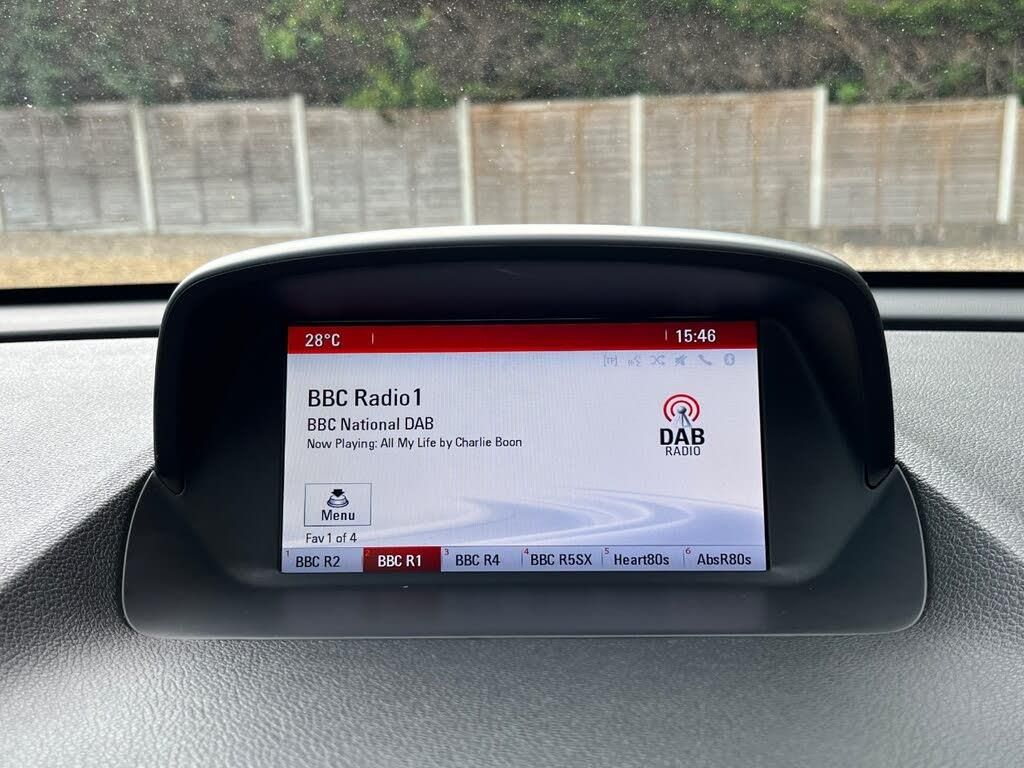 28°C 15:46
BBC Radio1
BBC National DAB
Now Playing: All My Life by Charlie Boon
DAB
RADIO
Menu
Fav 1 of 4
1 BBC R2 2 BBC R1 3 BBC R4 4 BBC R5SX 5 Heart80s 6 AbsR80s